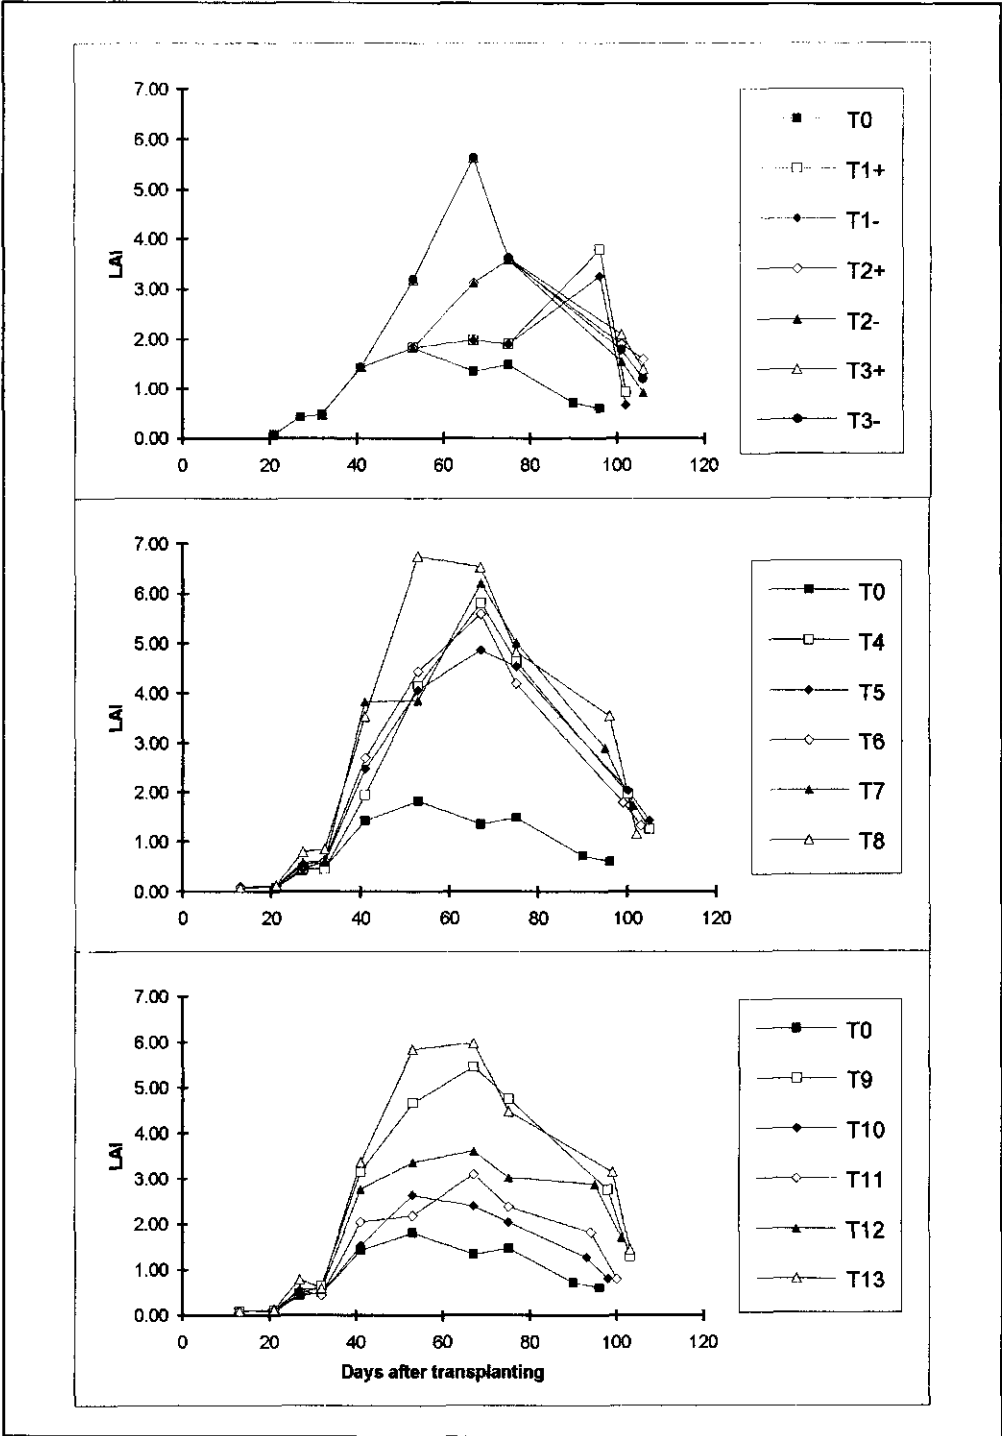 7.00
6.00
5.00
4.00
3.00
2.00
1.00
0.00
LAI
0 20 40 60 80 100 120
T0
T1+
T1-
T2+
T2-
T3+
T3-
7.00
6.00
5.00
4.00
3.00
2.00
1.00
0.00
LAI
0 20 40 60 80 100 120
T0
T4
T5
T6
T7
T8
7.00
6.00
5.00
4.00
3.00
2.00
1.00
0.00
LAI
0 20 40 60 80 100 120
Days after transplanting
T0
T9
T10
T11
T12
T13